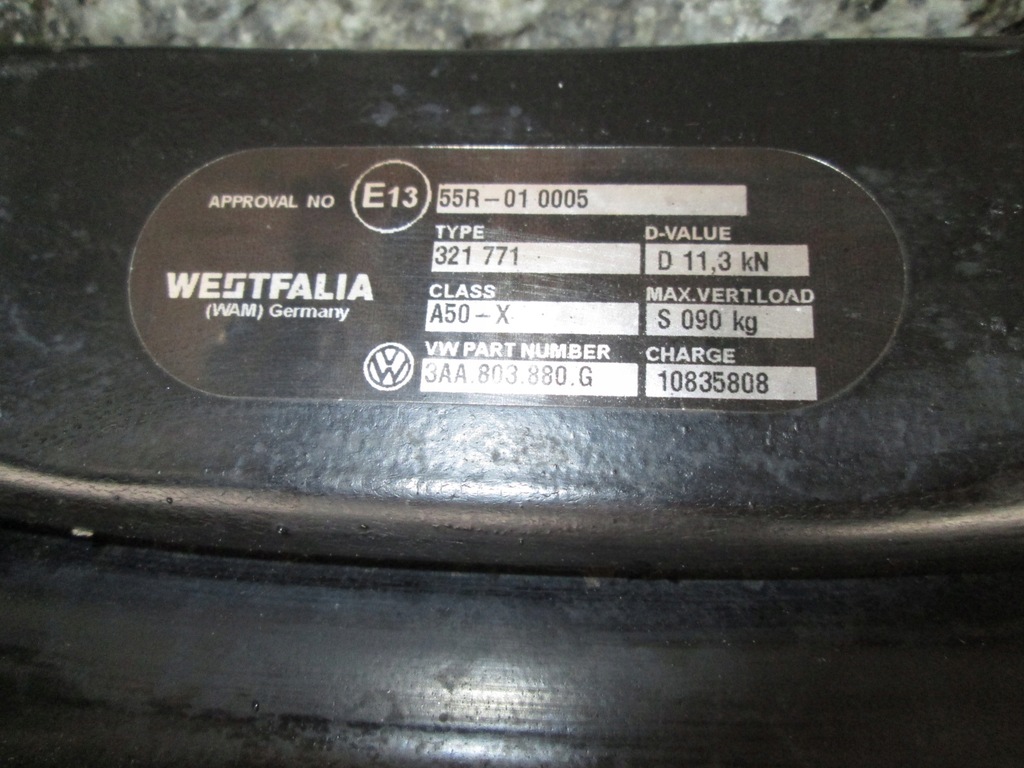 APPROVAL NO E13 55R-01 0005
TYPE D-VALUE
321 771 D 11,3 kN
WESTFALIA
(WAM) Germany
CLASS MAX.VERT.LOAD
A50-X S 090 kg
VW PART NUMBER CHARGE
3AA.803.880.G 10835808